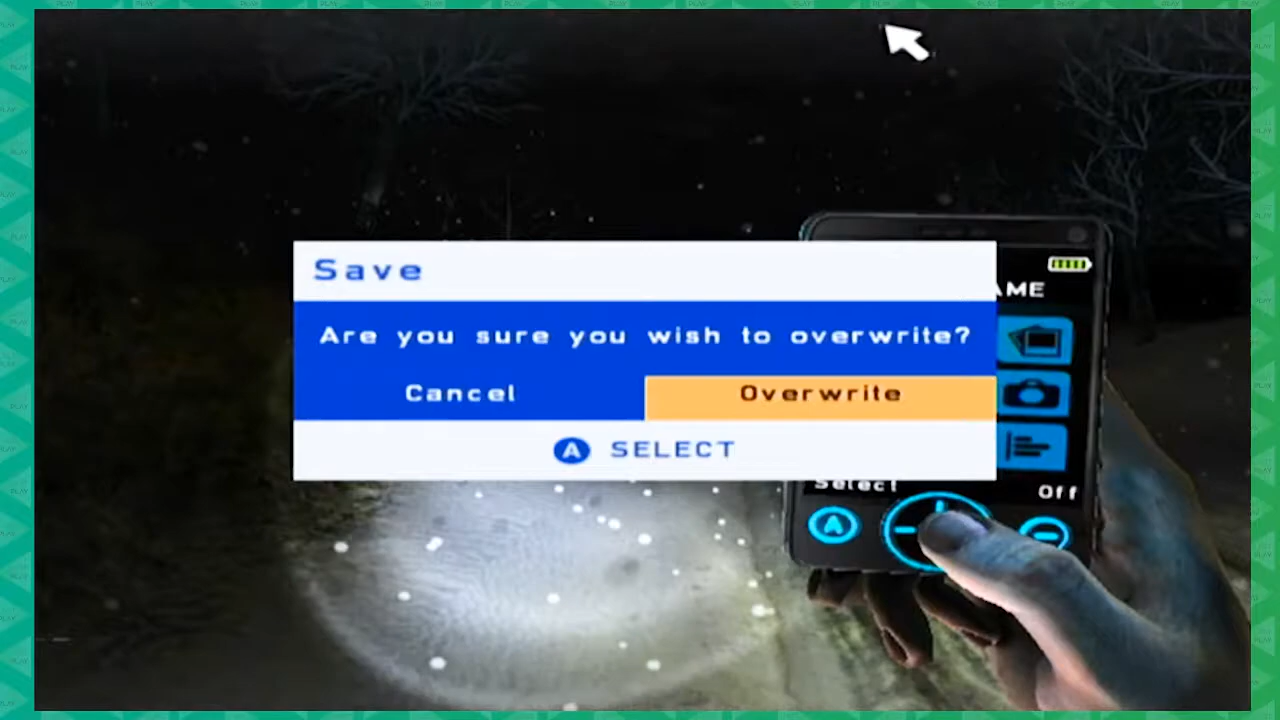 Save
Are you sure you wish to overwrite?
Cancel
Overwrite
A SELECT
AME
Select
Off
A